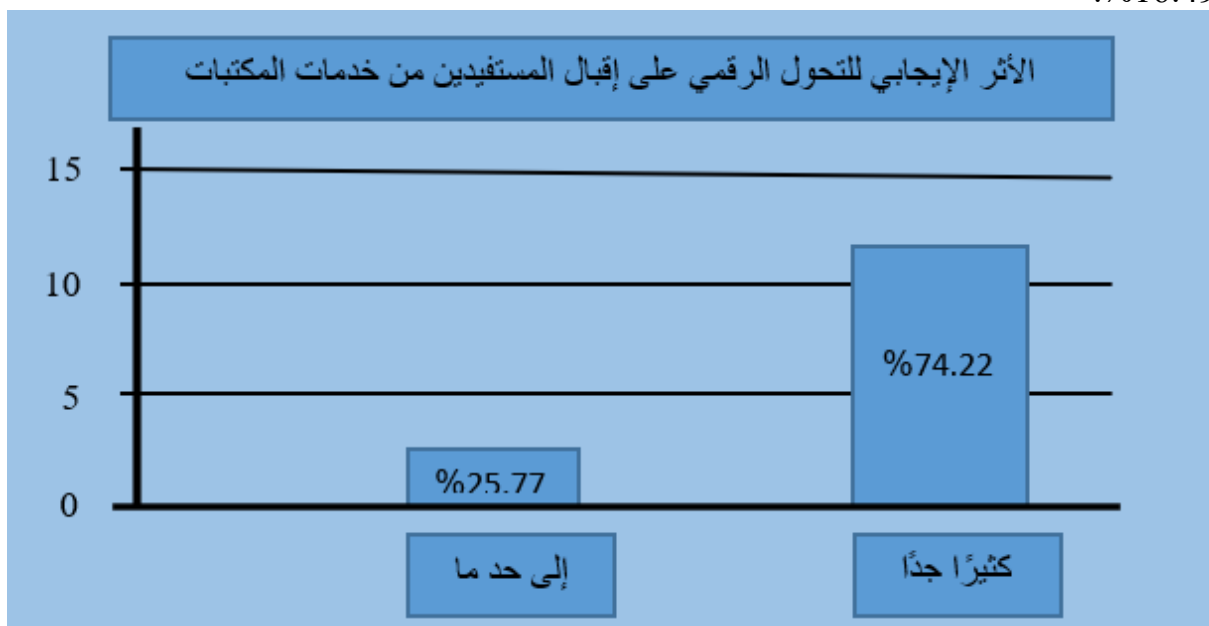 الأثر الإيجابي للتحول الرقمي على إقبال المستفيدين من خدمات المكتبات
15
10
5
0
%74.22
%25.77
كثيرًا جدًا
إلى حد ما